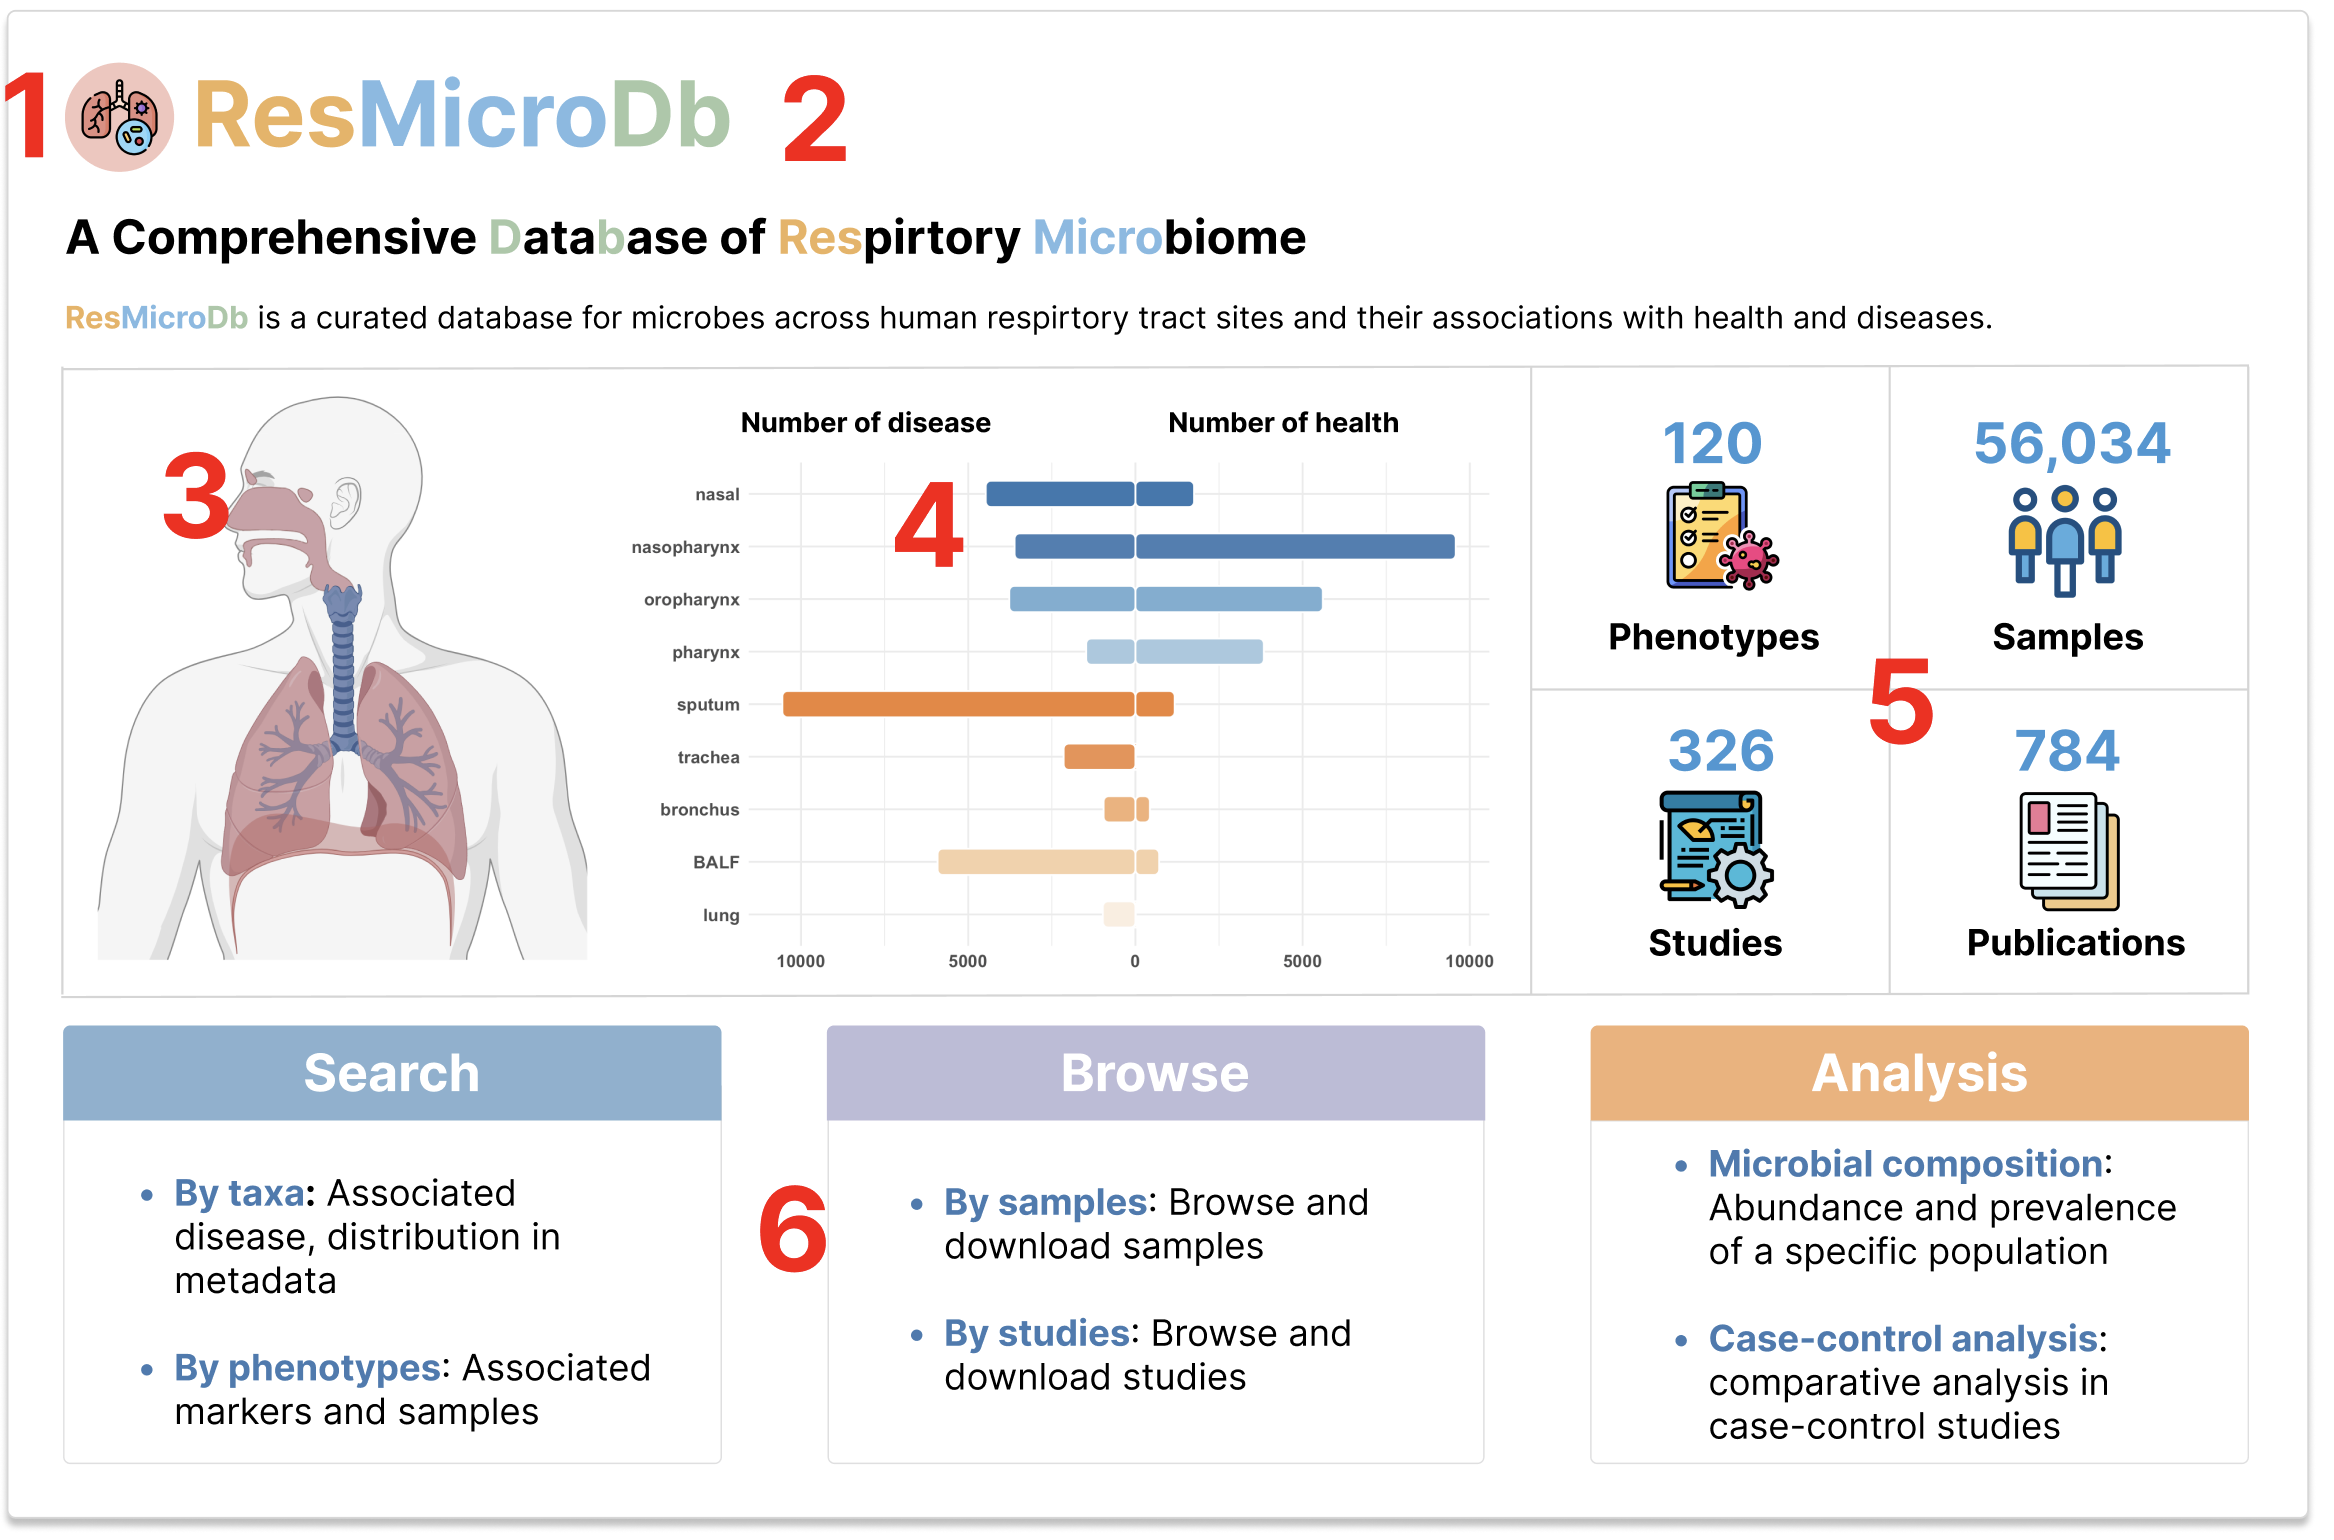 1 ResMicroDb 2
A Comprehensive Database of Respirtory Microbiome
ResMicroDb is a curated database for microbes across human respirtory tract sites and their associations with health and diseases.
3
4
Number of disease
Number of health
nasal
nasopharynx
oropharynx
pharynx
sputum
trachea
bronchus
BALF
lung
10000 5000 0 5000 10000
120
Phenotypes
56,034
Samples
5
326
Studies
784
Publications
Search
• By taxa: Associated
disease, distribution in
metadata
• By phenotypes: Associated
markers and samples
6
Browse
• By samples: Browse and
download samples
• By studies: Browse and
download studies
Analysis
• Microbial composition:
Abundance and prevalence
of a specific population
• Case-control analysis:
comparative analysis in
case-control studies